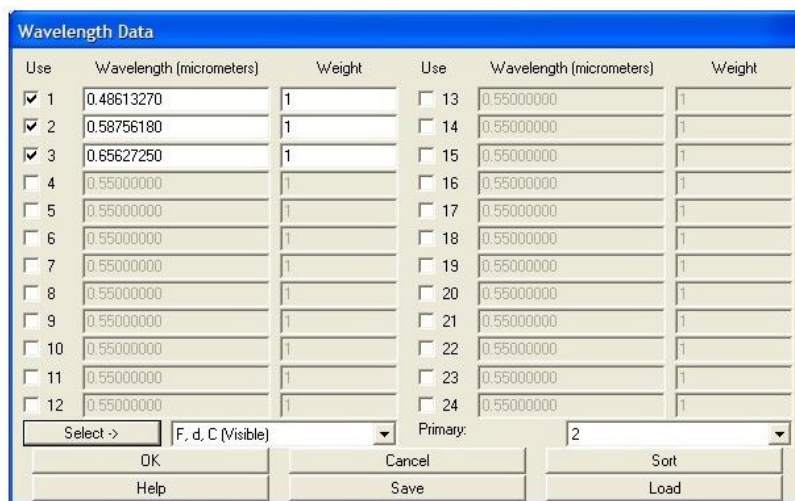 Wavelength Data
Use Wavelength (micrometers) Weight Use Wavelength (micrometers) Weight
1 0.48613270 1 13 0.55000000 1
2 0.58756180 1 14 0.55000000 1
3 0.65627250 1 15 0.55000000 1
4 0.55000000 1 16 0.55000000 1
5 0.55000000 1 17 0.55000000 1
6 0.55000000 1 18 0.55000000 1
7 0.55000000 1 19 0.55000000 1
8 0.55000000 1 20 0.55000000 1
9 0.55000000 1 21 0.55000000 1
10 0.55000000 1 22 0.55000000 1
11 0.55000000 1 23 0.55000000 1
12 0.55000000 1 24 0.55000000 1
Select -> F, d, C (Visible) Primary: 2
OK Cancel Sort
Help Save Load